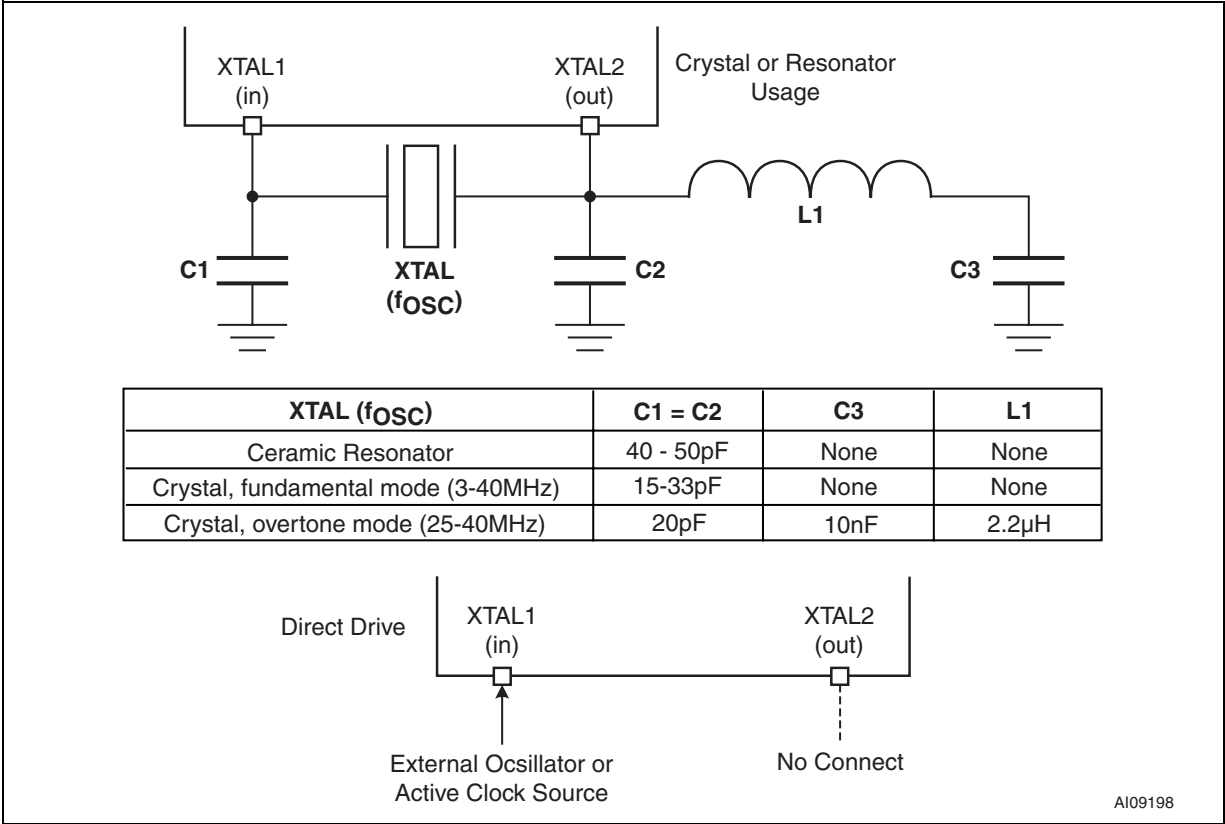 XTAL1
(in)
XTAL2
(out)
Crystal or Resonator
Usage
L1
C1
XTAL
(fOSC)
C2
C3
XTAL (fOSC) C1 = C2 C3 L1
Ceramic Resonator 40 - 50pF None None
Crystal, fundamental mode (3-40MHz) 15-33pF None None
Crystal, overtone mode (25-40MHz) 20pF 10nF 2.2µH
Direct Drive
XTAL1
(in)
XTAL2
(out)
External Ocsillator or
Active Clock Source
No Connect
AI09198